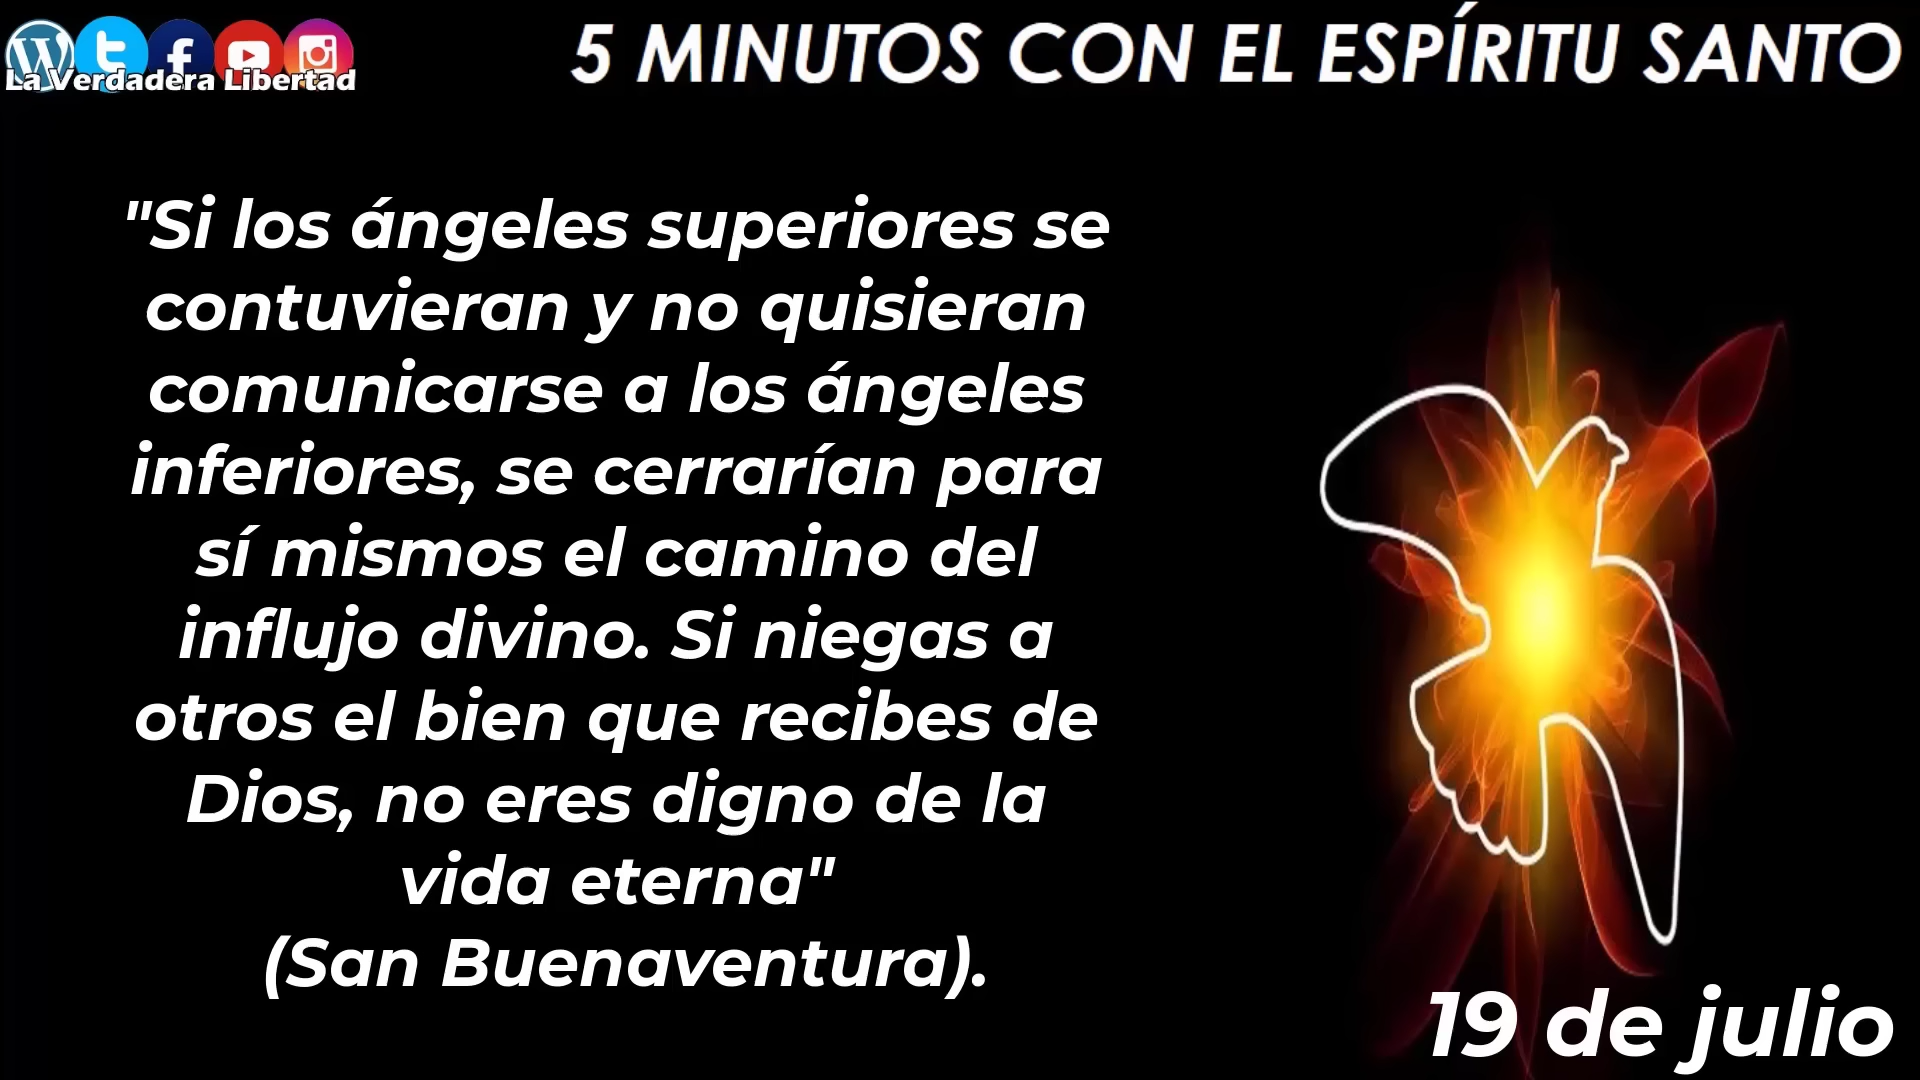 La Verdadera Libertad
5 MINUTOS CON EL ESPÍRITU SANTO
"Si los ángeles superiores se
contuvieran y no quisieran
comunicarse a los ángeles
inferiores, se cerrarían para
sí mismos el camino del
influjo divino. Si niegas a
otros el bien que recibes de
Dios, no eres digno de la
vida eterna"
(San Buenaventura).
19 de julio